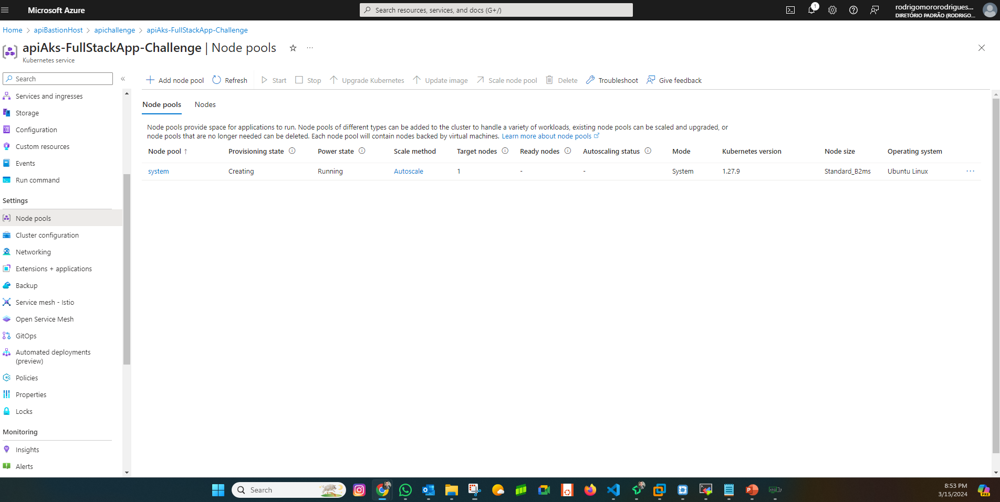 Microsoft Azure
Search resources, services, and docs (G+/)
1
rodrigomororodrigues...
DIRETÓRIO PADRÃO (RODRIGO...
Home > apiBastionHost > apichallenge > apiAks-FullStackApp-Challenge
apiAks-FullStackApp-Challenge | Node pools
Kubernetes service
Search
Services and ingresses
Storage
Configuration
Custom resources
Events
Run command
Settings
Node pools
Cluster configuration
Networking
Extensions + applications
Backup
Service mesh - Istio
Open Service Mesh
GitOps
Automated deployments
(preview)
Policies
Properties
Locks
Monitoring
Insights
Alerts
Add node pool Refresh Start Stop Upgrade Kubernetes Update image Scale node pool Delete Troubleshoot Give feedback
Node pools Nodes
Node pools provide space for applications to run. Node pools of different types can be added to the cluster to handle a variety of workloads, existing node pools can be scaled and upgraded, or
node pools that are no longer needed can be deleted. Each node pool will contain nodes backed by virtual machines. Learn more about node pools
Node pool ↑ Provisioning state Power state Scale method Target nodes Ready nodes Autoscaling status Mode Kubernetes version Node size Operating system
system Creating Running Autoscale 1 - - System 1.27.9 Standard_B2ms Ubuntu Linux
Search
8:53 PM
3/15/2024
PRE